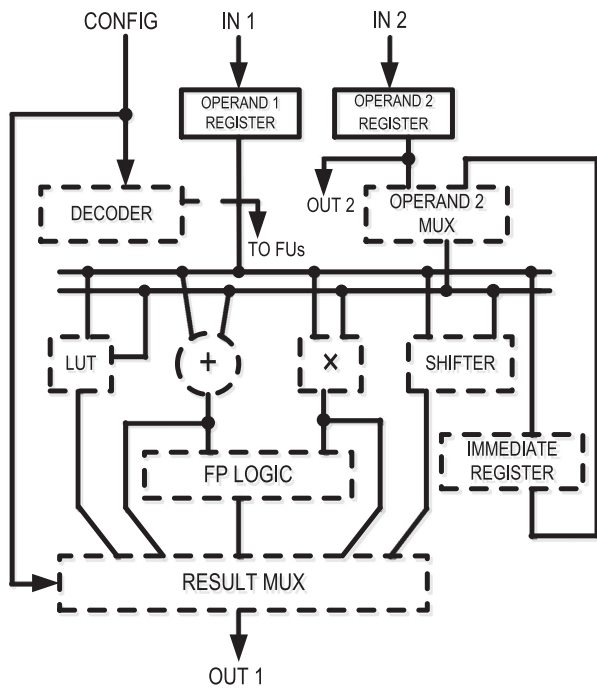 CONFIG
IN 1
IN 2
OPERAND 1
REGISTER
OPERAND 2
REGISTER
DECODER
OUT 2
OPERAND 2
MUX
TO FUs
LUT
+
×
SHIFTER
FP LOGIC
IMMEDIATE
REGISTER
RESULT MUX
OUT 1